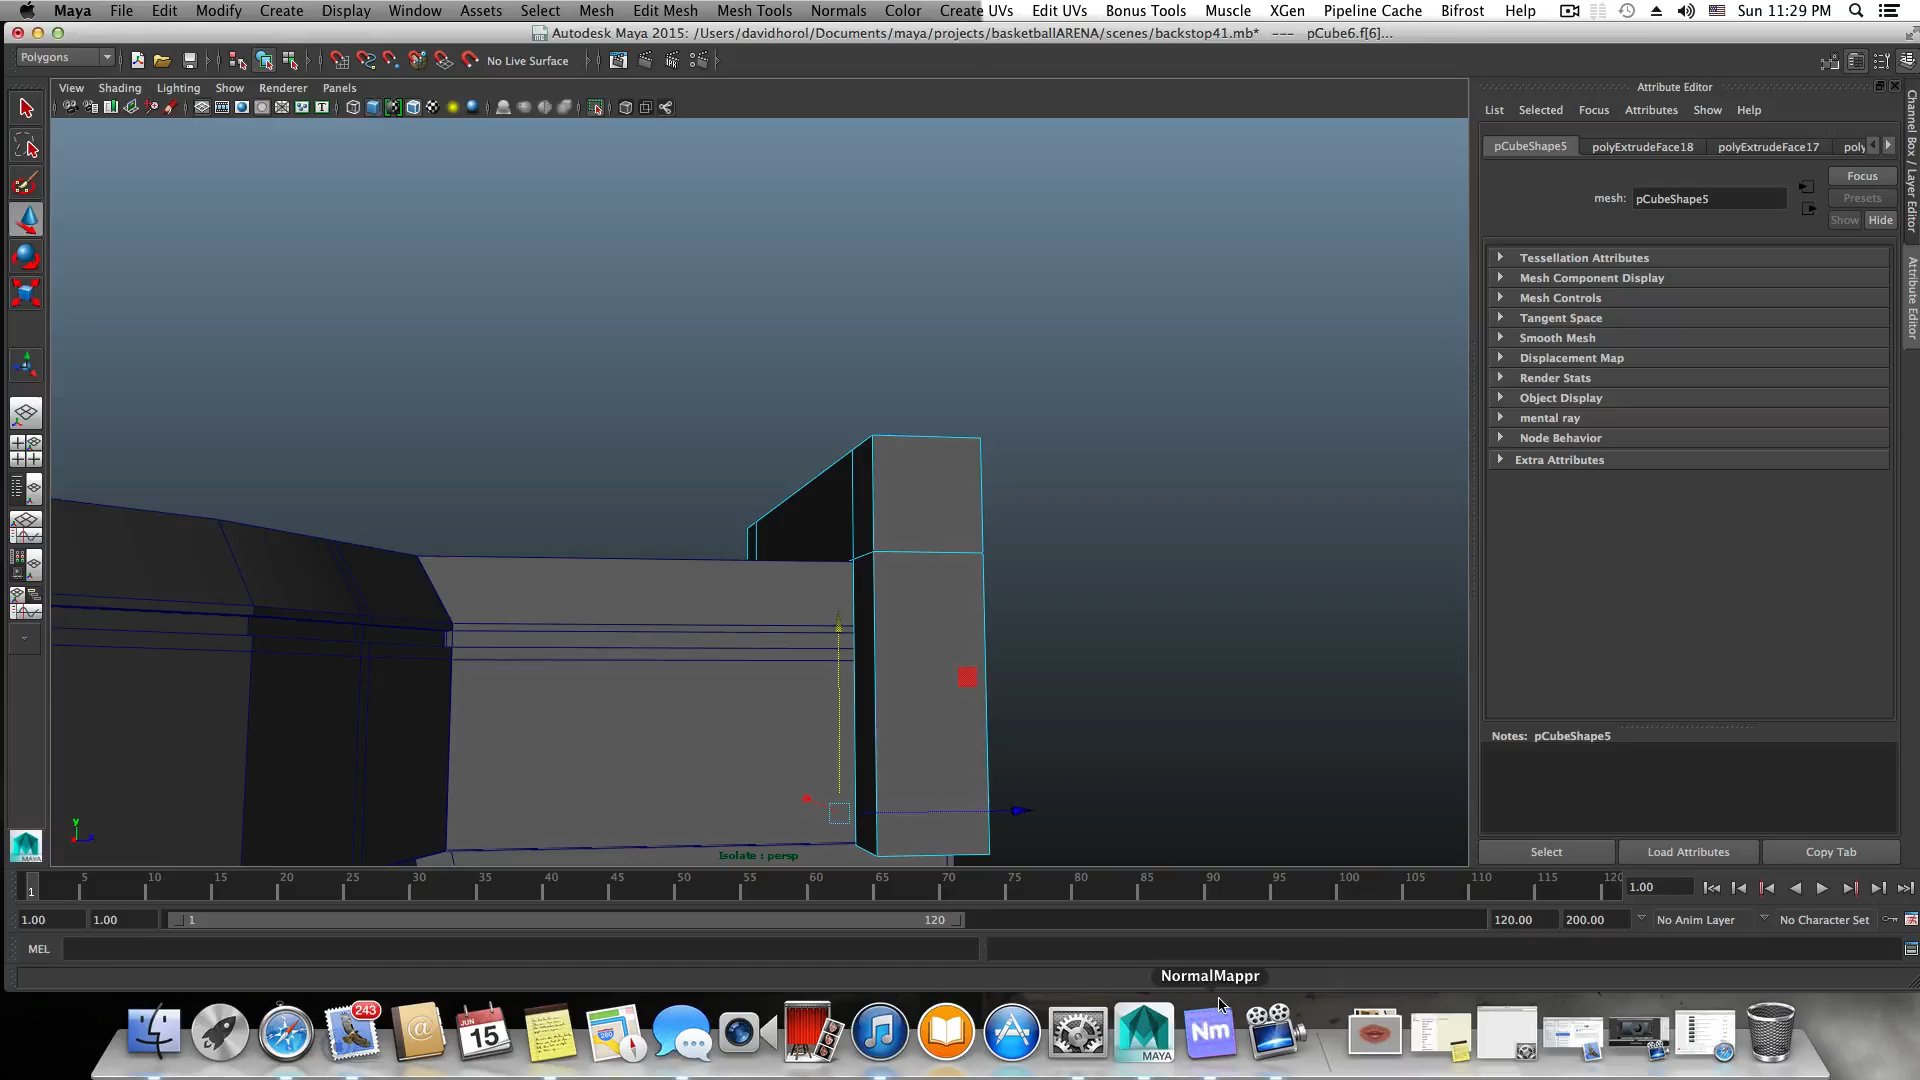 Maya File Edit Modify Create Display Window Assets Select Mesh Edit Mesh Mesh Tools Normals Color Create UVs Edit UVs Bonus Tools Muscle XGen Pipeline Cache Bifrost Help Sun 11:29 PM
Autodesk Maya 2015: /Users/davidhorol/Documents/maya/projects/basketballARENA/scenes/backstop41.mb* --- pCube6.f[6]...
Polygons No Live Surface
View Shading Lighting Show Renderer Panels
Attribute Editor
List Selected Focus Attributes Show Help
pCubeShape5 polyExtrudeFace18 polyExtrudeFace17 poly
Focus
mesh: pCubeShape5
Presets
Show Hide
Tessellation Attributes
Mesh Component Display
Mesh Controls
Tangent Space
Smooth Mesh
Displacement Map
Render Stats
Object Display
mental ray
Node Behavior
Extra Attributes
Notes: pCubeShape5
Select Load Attributes Copy Tab
Channel Box / Layer Editor
Attribute Editor
y
Isolate : persp
MAYA
1 5 10 15 20 25 30 35 40 45 50 55 60 65 70 75 80 85 90 95 100 105 110 115 120 1.00
1.00 1.00 1 120 120.00 200.00 No Anim Layer No Character Set
MEL
NormalMappr
243
JUN
15
280
MAYA
Nm